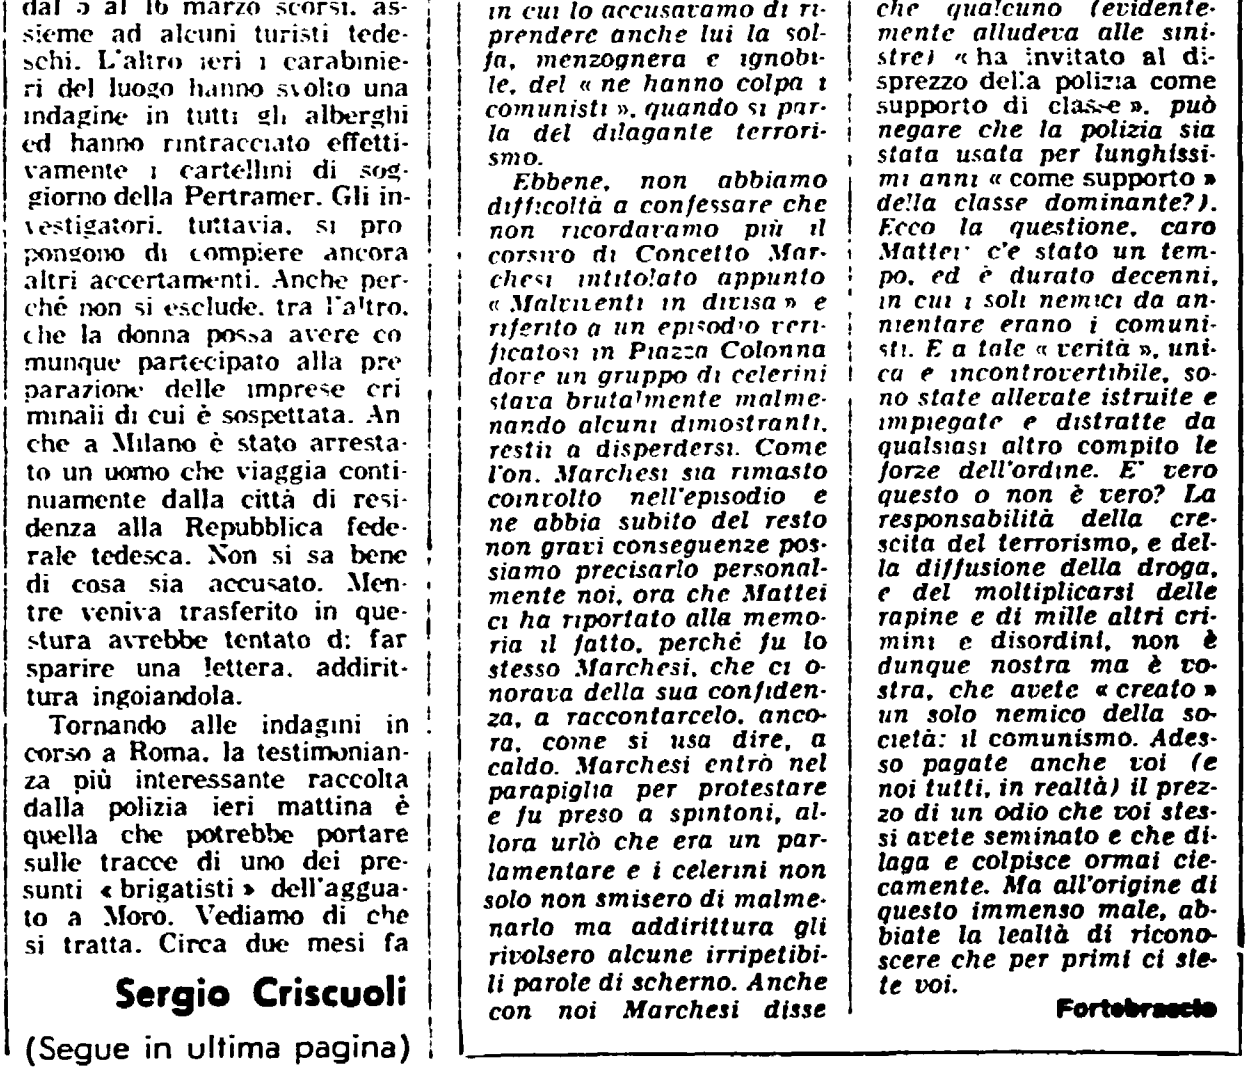 dal 5 al 16 marzo scorsi, as-
sieme ad alcuni turisti tede-
schi. L'altro ieri i carabinie-
ri del luogo hanno svolto una
indagine in tutti gli alberghi
ed hanno rintracciato effetti-
vamente i cartellini di sog-
giorno della Pertramer. Gli in-
vestigatori, tuttavia, si pro
pongono di compiere ancora
altri accertamenti. Anche per-
ché non si esclude, tra l'altro,
che la donna possa avere co
munque partecipato alla pre
parazione delle imprese cri
minali di cui è sospettata. An
che a Milano è stato arresta-
to un uomo che viaggia conti-
nuamente dalla città di resi-
denza alla Repubblica fede-
rale tedesca. Non si sa bene
di cosa sia accusato. Men-
tre veniva trasferito in que-
stura avrebbe tentato di far
sparire una lettera, addirit-
tura ingoiandola.
Tornando alle indagini in
corso a Roma, la testimonian-
za più interessante raccolta
dalla polizia ieri mattina è
quella che potrebbe portare
sulle tracce di uno dei pre-
sunti «brigatisti» dell'aggua-
to a Moro. Vediamo di che
si tratta. Circa due mesi fa
Sergio Criscuoli
(Segue in ultima pagina)
in cui lo accusavamo di ri-
prendere anche lui la sol-
fa, menzognera e ignobi-
le, del « ne hanno colpa i
comunisti », quando si par-
la del dilagante terrori-
smo.
Ebbene, non abbiamo
difficoltà a confessare che
non ricordavamo più il
corsivo di Concetto Mar-
chesi intitolato appunto
« Malviventi in divisa » e
riferito a un episodio veri-
ficatosi in Piazza Colonna
dove un gruppo di celerini
stava brutalmente malme-
nando alcuni dimostranti,
restii a disperdersi. Come
l'on. Marchesi sia rimasto
coinvolto nell'episodio e
ne abbia subito del resto
non gravi conseguenze pos-
siamo precisarlo personal-
mente noi, ora che Mattei
ci ha riportato alla memo-
ria il fatto, perché fu lo
stesso Marchesi, che ci o-
norava della sua confiden-
za, a raccontarcelo, anco-
ra, come si usa dire, a
caldo. Marchesi entrò nel
parapiglia per protestare
e fu preso a spintoni, al-
lora urlò che era un par-
lamentare e i celerini non
solo non smisero di malme-
narlo ma addirittura gli
rivolsero alcune irripetibi-
li parole di scherno. Anche
con noi Marchesi disse
che qualcuno (evidente-
mente alludeva alle sini-
stre) « ha invitato al di-
sprezzo della polizia come
supporto di classe », può
negare che la polizia sia
stata usata per lunghissi-
mi anni « come supporto »
della classe dominante?).
Ecco la questione, caro
Mattei: c'è stato un tem-
po, ed è durato decenni,
in cui i soli nemici da an-
nientare erano i comuni-
sti. E a tale « verità », uni-
ca e incontrovertibile, so-
no state allevate istruite e
impiegate e distratte da
qualsiasi altro compito le
forze dell'ordine. E' vero
questo o non è vero? La
responsabilità della cre-
scita del terrorismo, e del-
la diffusione della droga,
e del moltiplicarsi delle
rapine e di mille altri cri-
mini e disordini, non è
dunque nostra ma è vo-
stra, che avete «creato»
un solo nemico della so-
cietà: il comunismo. Ades-
so pagate anche voi (e
noi tutti, in realtà) il prez-
zo di un odio che voi stes-
si avete seminato e che di-
laga e colpisce ormai cie-
camente. Ma all'origine di
questo immenso male, ab-
biate la lealtà di ricono-
scere che per primi ci sie-
te voi.
Fortebraccio